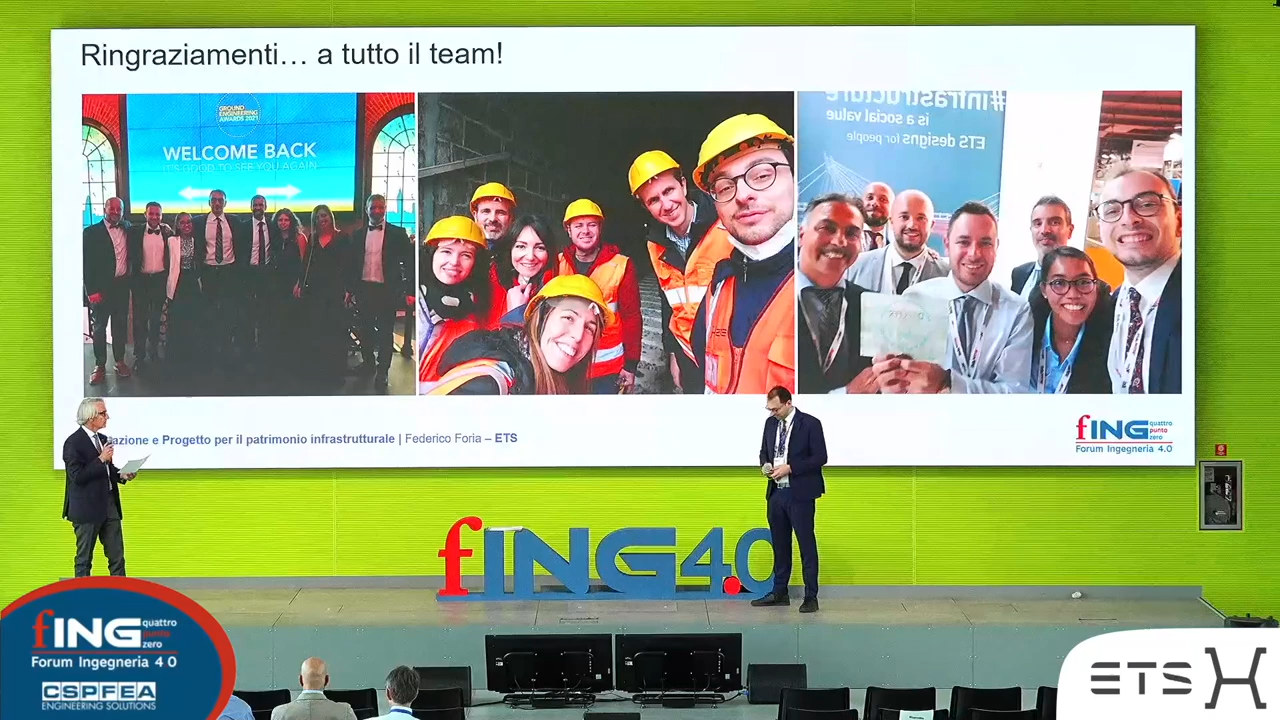 Ringraziamenti… a tutto il team!
GROUND
ENGINEERING
AWARDS 2021
WELCOME BACK
IT'S GOOD TO SEE YOU AGAIN
#infrastructure
is a social value
ETS designs for people
azione e Progetto per il patrimonio infrastrutturale | Federico Foria – ETS
fING quattro
punto
zero
Forum Ingegneria 4.0
fING4.0
fING quattro
punto
zero
Forum Ingegneria 4 0
CSPFEA
ENGINEERING SOLUTIONS
ETS